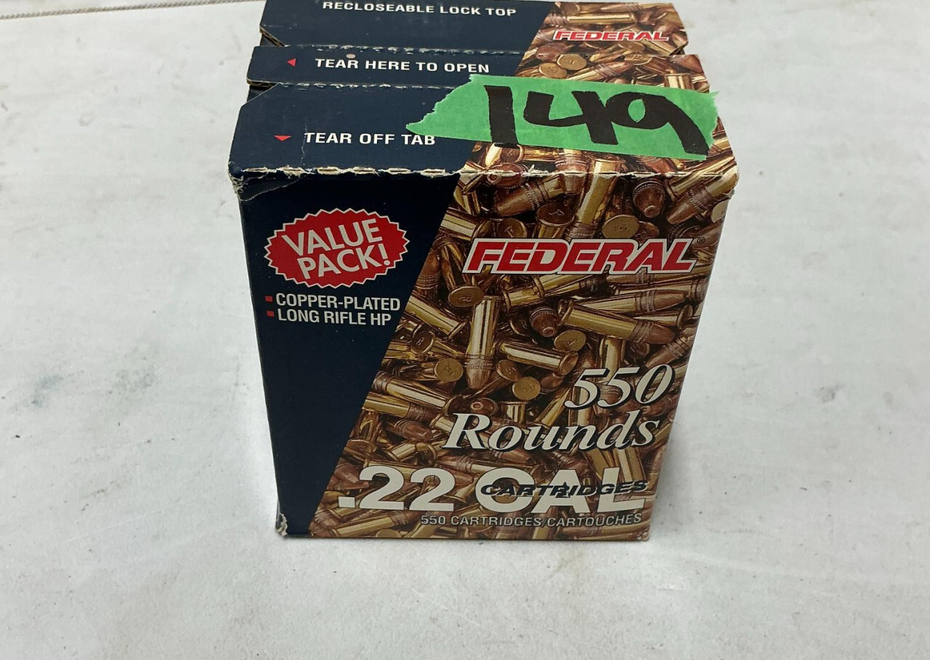 RECLOSEABLE LOCK TOP
FEDERAL
TEAR HERE TO OPEN
149
TEAR OFF TAB
VALUE
PACK!
FEDERAL
COPPER-PLATED
LONG RIFLE HP
550
Rounds
.22 CAL
CARTRIDGES
550 CARTRIDGES/CARTOUCHES